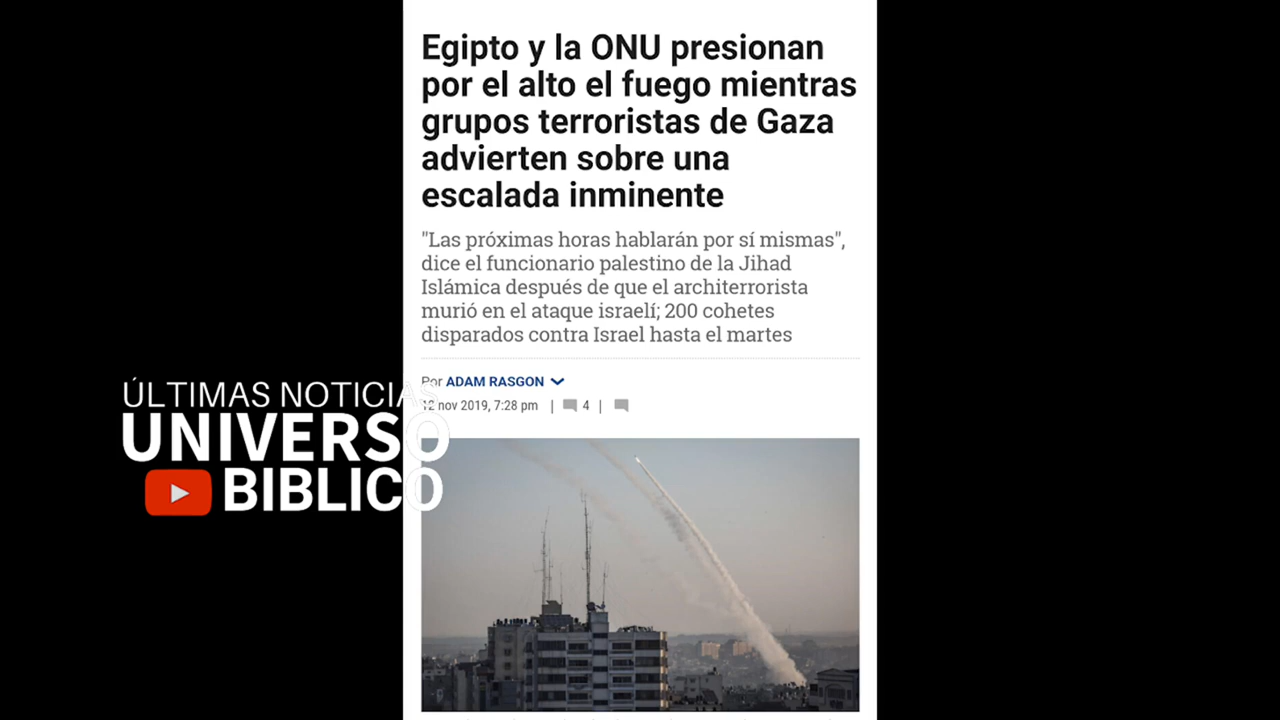 Egipto y la ONU presionan
por el alto el fuego mientras
grupos terroristas de Gaza
advierten sobre una
escalada inminente
"Las próximas horas hablarán por sí mismas",
dice el funcionario palestino de la Jihad
Islámica después de que el architerrorista
murió en el ataque israelí; 200 cohetes
disparados contra Israel hasta el martes
Por ADAM RASGON
12 nov 2019, 7:28 pm | 4 |
ÚLTIMAS NOTICIAS
UNIVERSO
BIBLICO